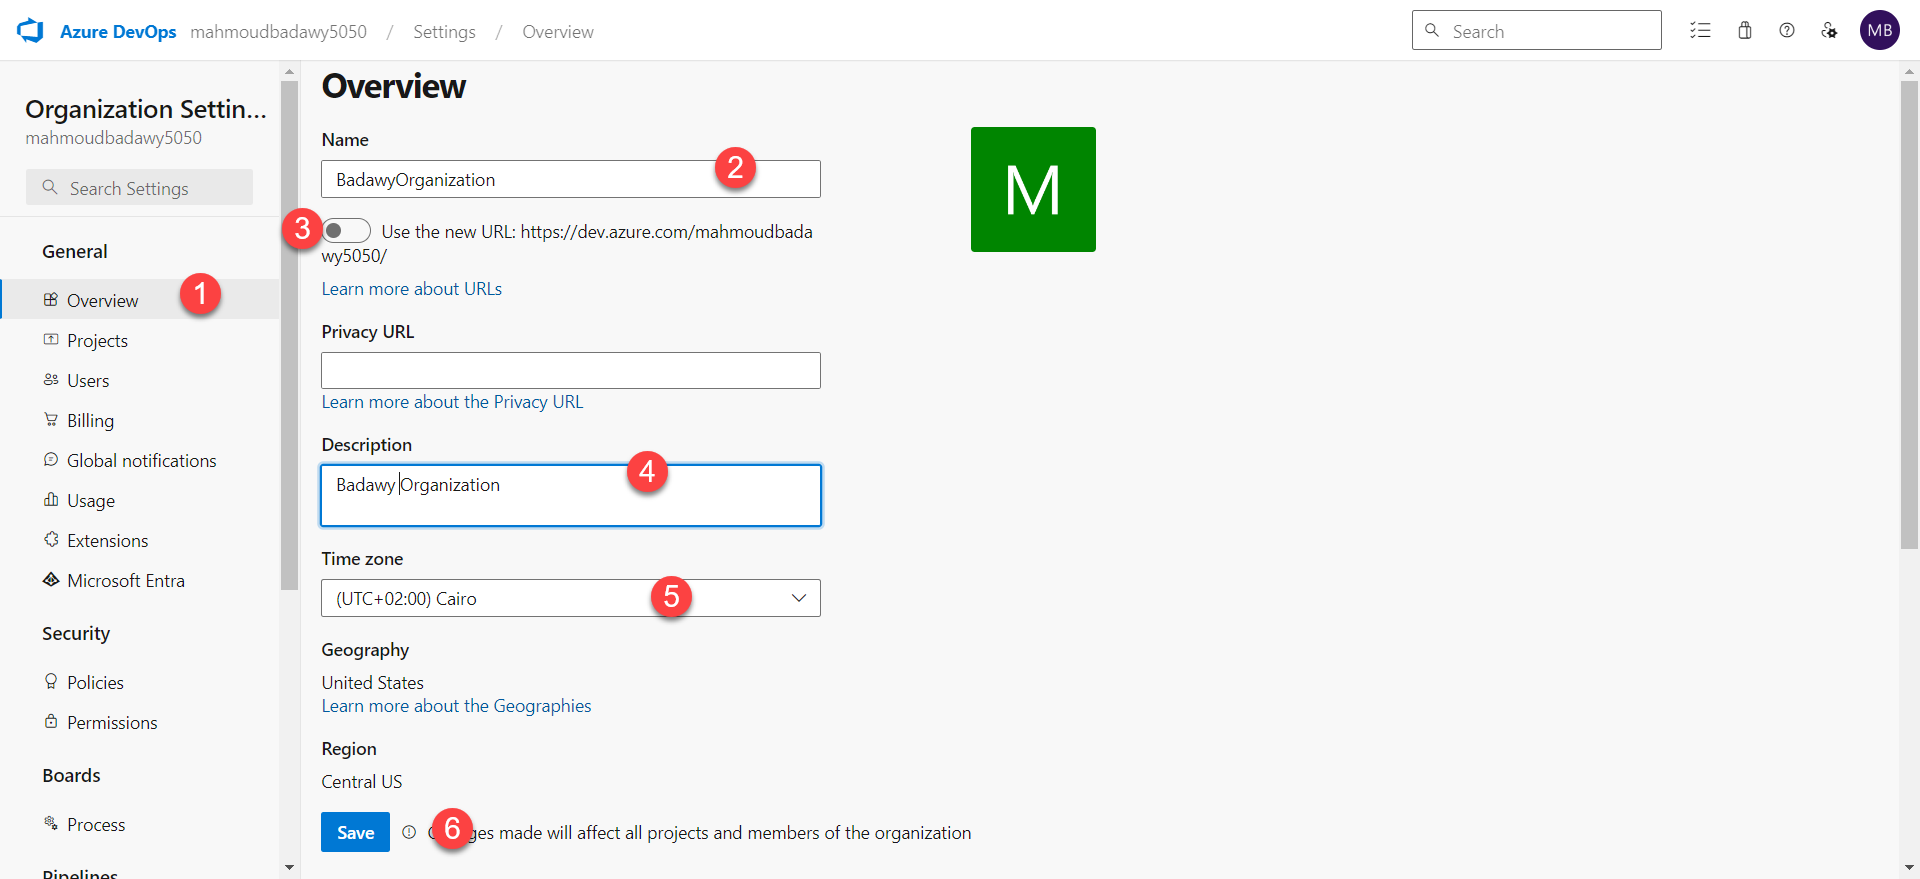 Azure DevOps mahmoudbadawy5050 / Settings / Overview
Search
MB
Organization Settin...
mahmoudbadawy5050
Search Settings
General
1
Overview
Projects
Users
Billing
Global notifications
Usage
Extensions
Microsoft Entra
Security
Policies
Permissions
Boards
Process
Pipelines
Overview
Name
2
BadawyOrganization
M
3
Use the new URL: https://dev.azure.com/mahmoudbada
wy5050/
Learn more about URLs
Privacy URL
Learn more about the Privacy URL
Description
4
Badawy Organization
Time zone
5
(UTC+02:00) Cairo
Geography
United States
Learn more about the Geographies
Region
Central US
Save
6
made will affect all projects and members of the organization